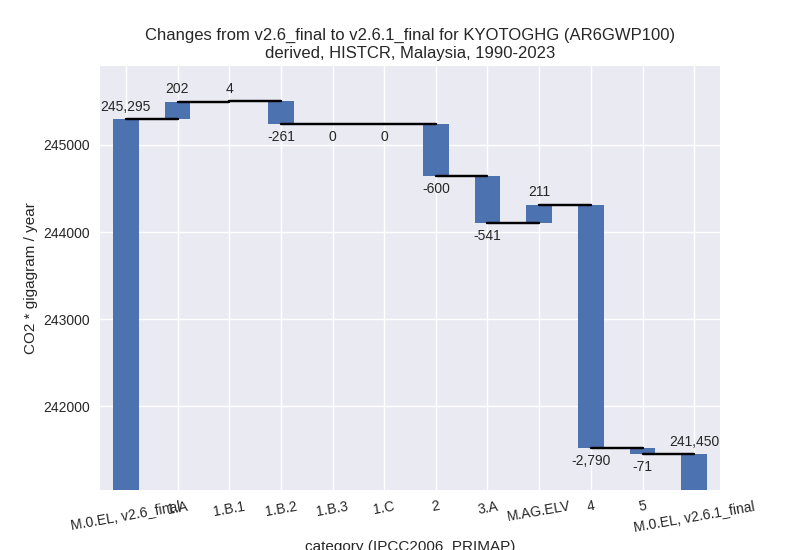 Changes from v2.6_final to v2.6.1_final for KYOTOGHG (AR6GWP100)
derived, HISTCR, Malaysia, 1990-2023
245,295
202
4
-261
0
0
-600
-541
211
-2,790
-71
241,450
245000
244000
243000
242000
CO2 * gigagram / year
M.0.EL, v2.6_final
1.A
1.B.1
1.B.2
1.B.3
1.C
2
3.A
M.AG.ELV
4
5
M.0.EL, v2.6.1_final
category (IPCC2006_PRIMAP)